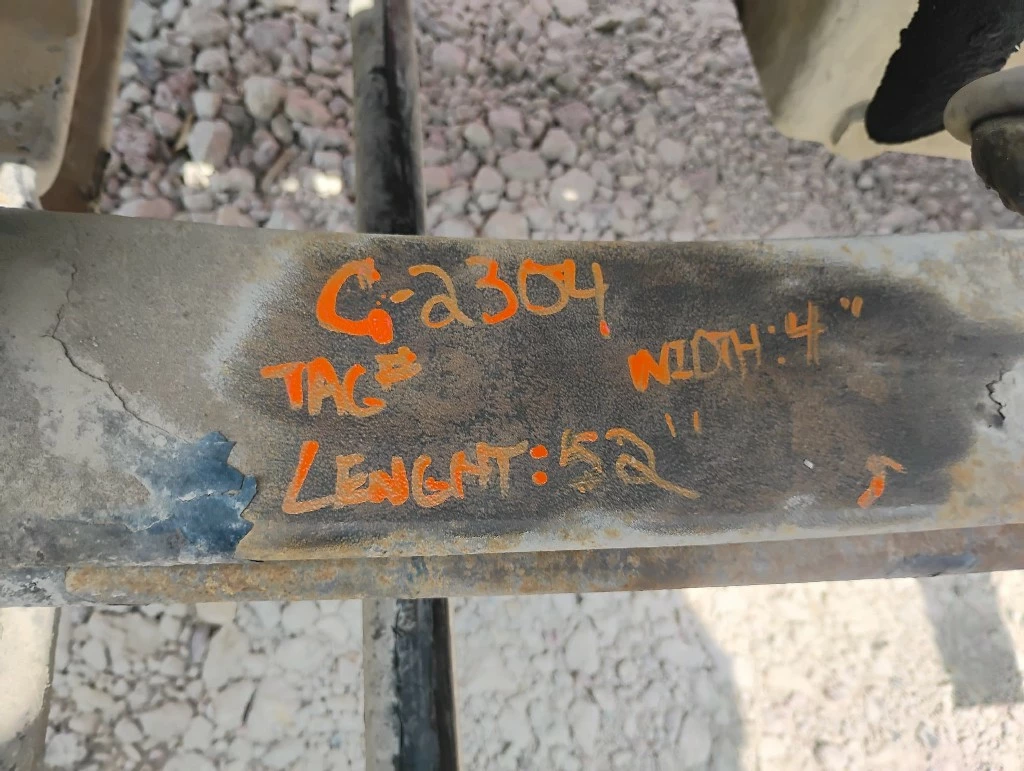 C-2304
TAG#
WIDTH: 4"
LENGHT: 52"